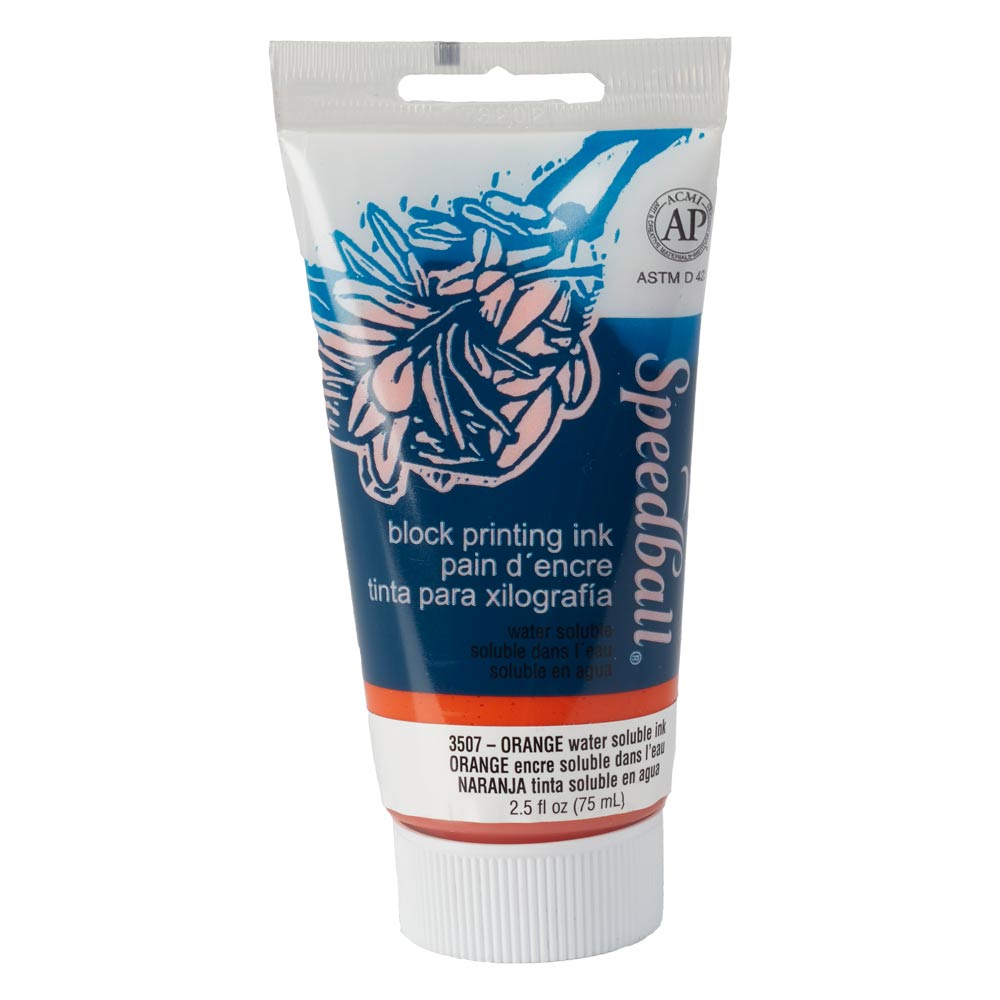 ACMI
AP
ASTM D 42
Speedball®
block printing ink
pain d´encre
tinta para xilografía
water soluble
soluble dans l´eau
soluble en agua
3507 – ORANGE water soluble ink
ORANGE encre soluble dans l'eau
NARANJA tinta soluble en agua
2.5 fl oz (75 mL)